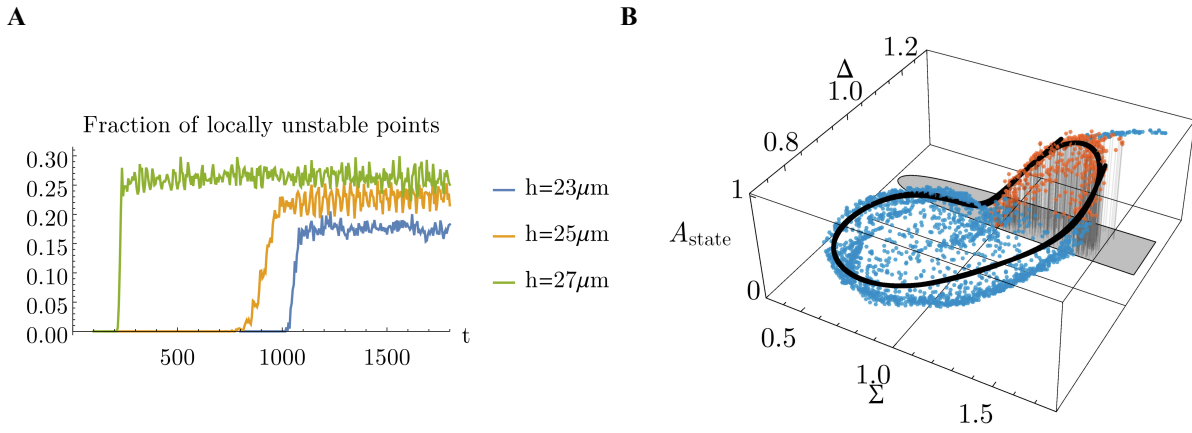 A
Fraction of locally unstable points
0.30
0.25
0.20
0.15
0.10
0.05
0.00
500
1000
1500
t
h=23μm
h=25μm
h=27μm
B
1.2
Δ
1.0
0.8
1
A_state
0
0.5
1.0
Σ
1.5